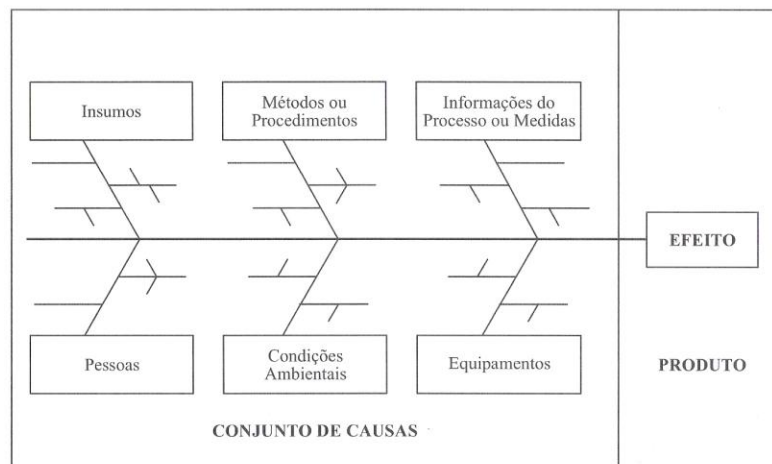 Insumos
Métodos ou
Procedimentos
Informações do
Processo ou Medidas
EFEITO
Pessoas
Condições
Ambientais
Equipamentos
PRODUTO
CONJUNTO DE CAUSAS